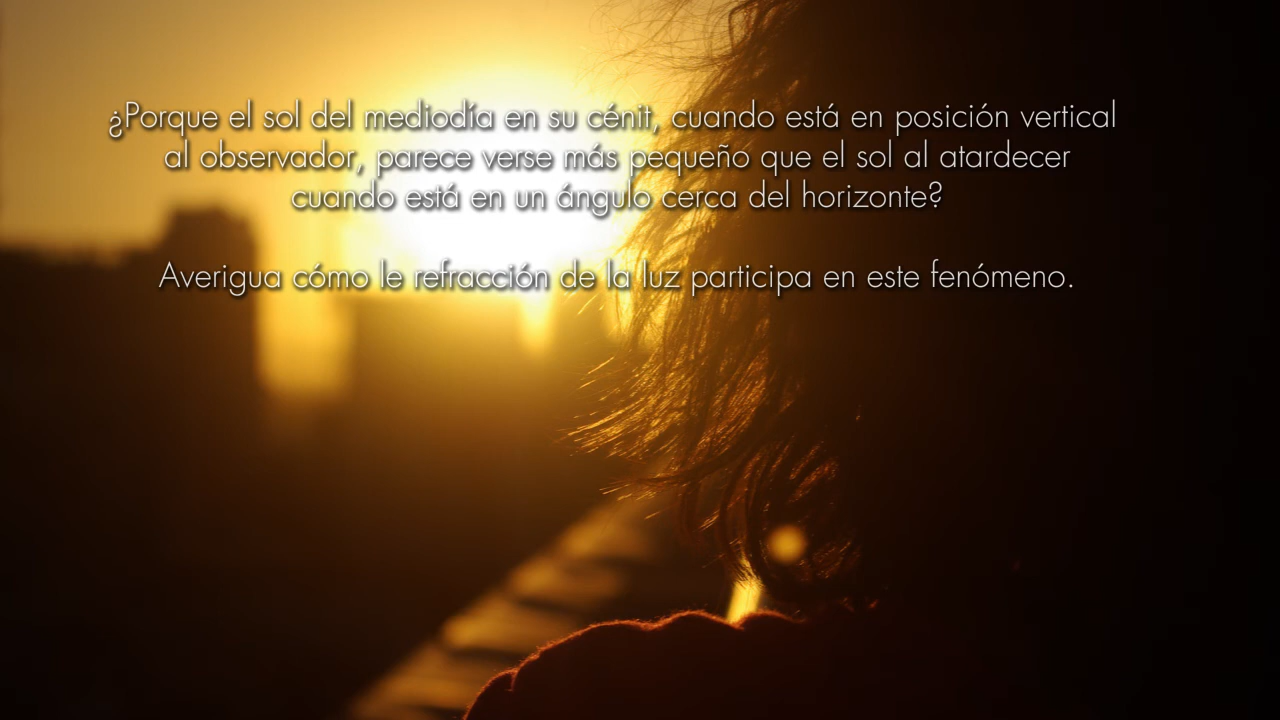 ¿Porque el sol del mediodía en su cénit, cuando está en posición vertical
al observador, parece verse más pequeño que el sol al atardecer
cuando está en un ángulo cerca del horizonte?
Averigua cómo le refracción de la luz participa en este fenómeno.